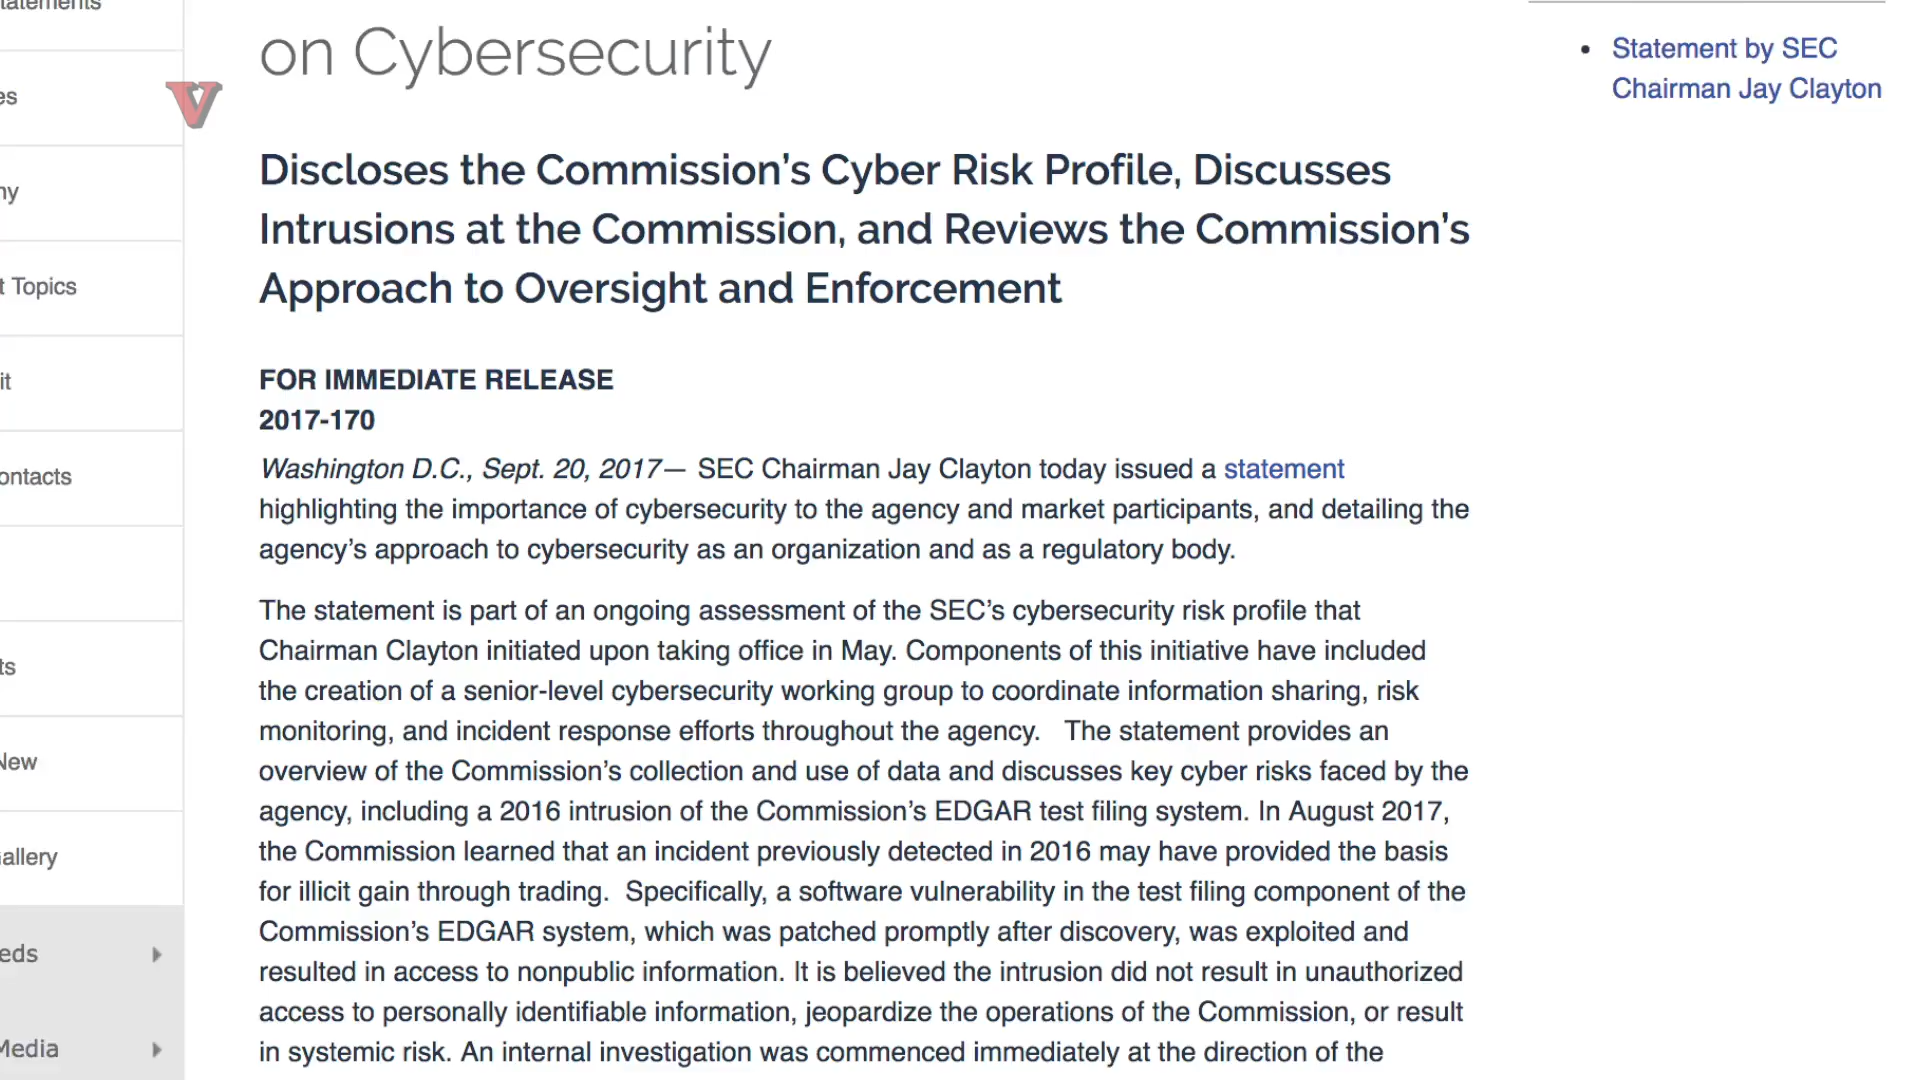 tatements
es
ny
t Topics
it
ontacts
ts
New
allery
eds
Media
V
on Cybersecurity
Discloses the Commission’s Cyber Risk Profile, Discusses
Intrusions at the Commission, and Reviews the Commission’s
Approach to Oversight and Enforcement
FOR IMMEDIATE RELEASE
2017-170
Washington D.C., Sept. 20, 2017— SEC Chairman Jay Clayton today issued a statement
highlighting the importance of cybersecurity to the agency and market participants, and detailing the
agency’s approach to cybersecurity as an organization and as a regulatory body.
The statement is part of an ongoing assessment of the SEC’s cybersecurity risk profile that
Chairman Clayton initiated upon taking office in May. Components of this initiative have included
the creation of a senior-level cybersecurity working group to coordinate information sharing, risk
monitoring, and incident response efforts throughout the agency.   The statement provides an
overview of the Commission’s collection and use of data and discusses key cyber risks faced by the
agency, including a 2016 intrusion of the Commission’s EDGAR test filing system. In August 2017,
the Commission learned that an incident previously detected in 2016 may have provided the basis
for illicit gain through trading.  Specifically, a software vulnerability in the test filing component of the
Commission’s EDGAR system, which was patched promptly after discovery, was exploited and
resulted in access to nonpublic information. It is believed the intrusion did not result in unauthorized
access to personally identifiable information, jeopardize the operations of the Commission, or result
in systemic risk. An internal investigation was commenced immediately at the direction of the
• Statement by SEC
Chairman Jay Clayton